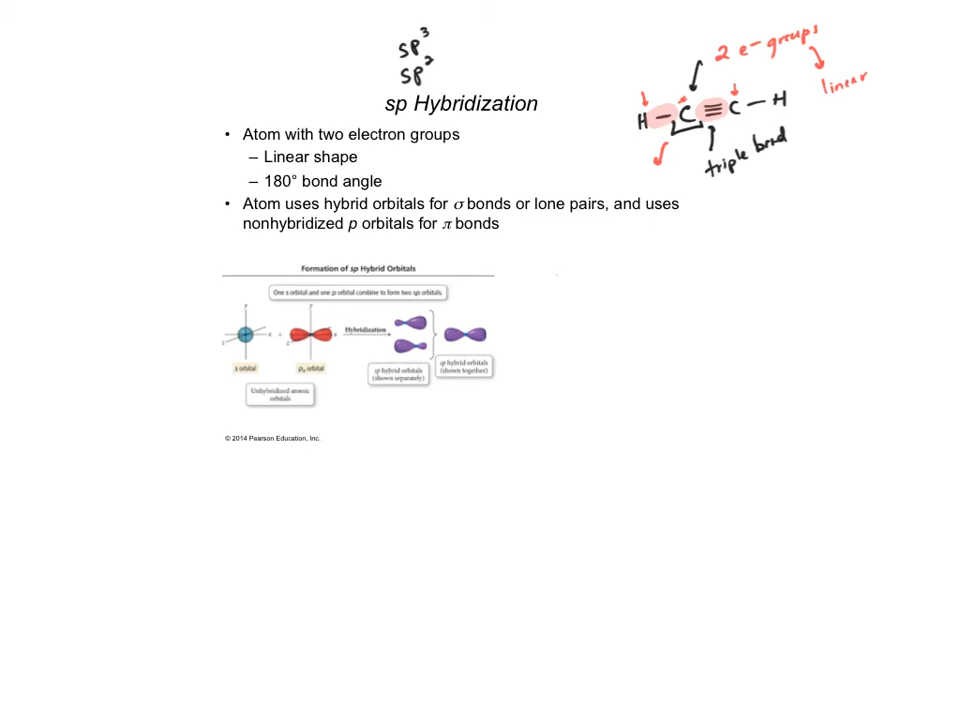 sp³
sp²
sp Hybridization
• Atom with two electron groups
– Linear shape
– 180° bond angle
• Atom uses hybrid orbitals for σ bonds or lone pairs, and uses
nonhybridized p orbitals for π bonds
2 e⁻ groups
linear
H – C ≡ C – H
triple bond
Formation of sp Hybrid Orbitals
One s orbital and one p orbital combine to form two sp orbitals.
Hybridization
s orbital
pₓ orbital
Unhybridized atomic
orbitals
sp hybrid orbitals
(shown separately)
sp hybrid orbitals
(shown together)
© 2014 Pearson Education, Inc.